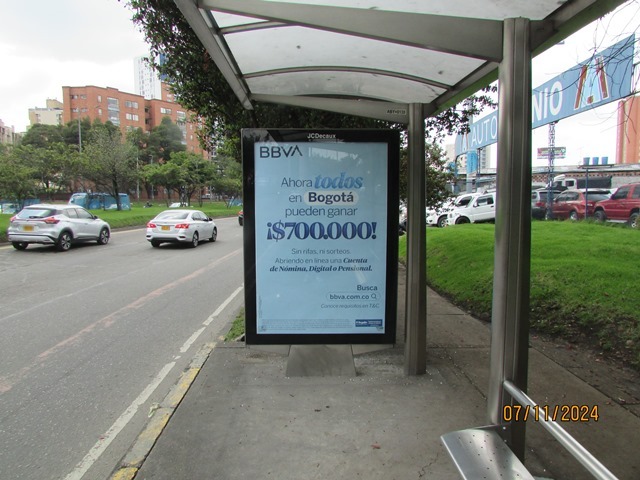 JCDecaux
BBVA
Ahora todos
en Bogotá
pueden ganar
¡$700.000!
Sin rifas, ni sorteos.
Abriendo en línea una Cuenta
de Nómina, Digital o Pensional.
Busca
bbva.com.co
NIO
07/11/2024